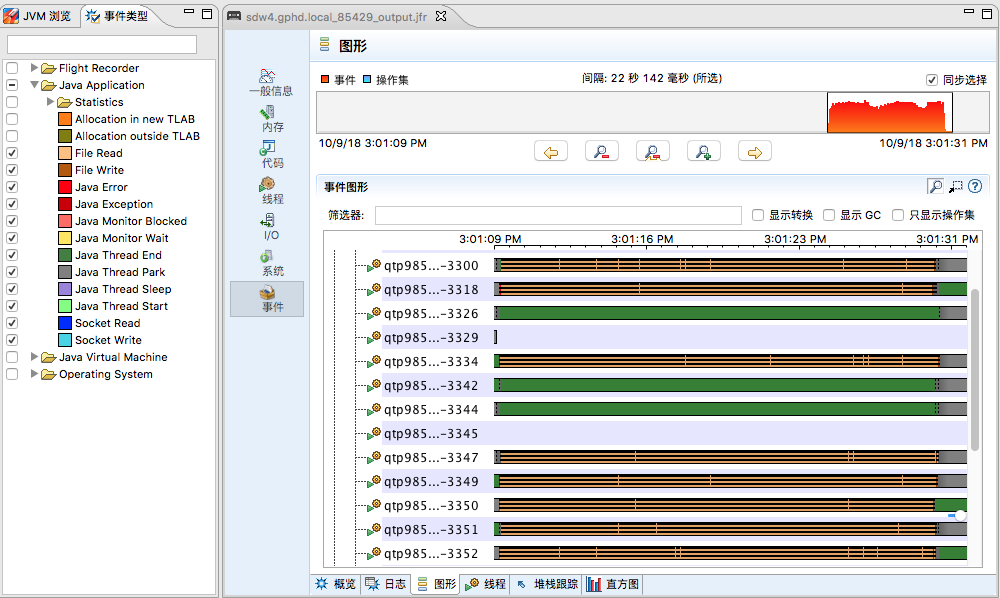 JVM 浏览
事件类型
Flight Recorder
Java Application
Statistics
Allocation in new TLAB
Allocation outside TLAB
File Read
File Write
Java Error
Java Exception
Java Monitor Blocked
Java Monitor Wait
Java Thread End
Java Thread Park
Java Thread Sleep
Java Thread Start
Socket Read
Socket Write
Java Virtual Machine
Operating System
sdw4.gphd.local_85429_output.jfr
一般信息
内存
代码
线程
I/O
系统
事件
图形
事件 操作集
间隔: 22 秒 142 毫秒 (所选)
同步选择
10/9/18 3:01:09 PM
10/9/18 3:01:31 PM
事件图形
筛选器:
显示转换
显示 GC
只显示操作集
3:01:09 PM 3:01:16 PM 3:01:23 PM 3:01:31 PM
qtp985...-3300
qtp985...-3318
qtp985...-3326
qtp985...-3329
qtp985...-3334
qtp985...-3342
qtp985...-3344
qtp985...-3345
qtp985...-3347
qtp985...-3349
qtp985...-3350
qtp985...-3351
qtp985...-3352
概览 日志 图形 线程 堆栈跟踪 直方图